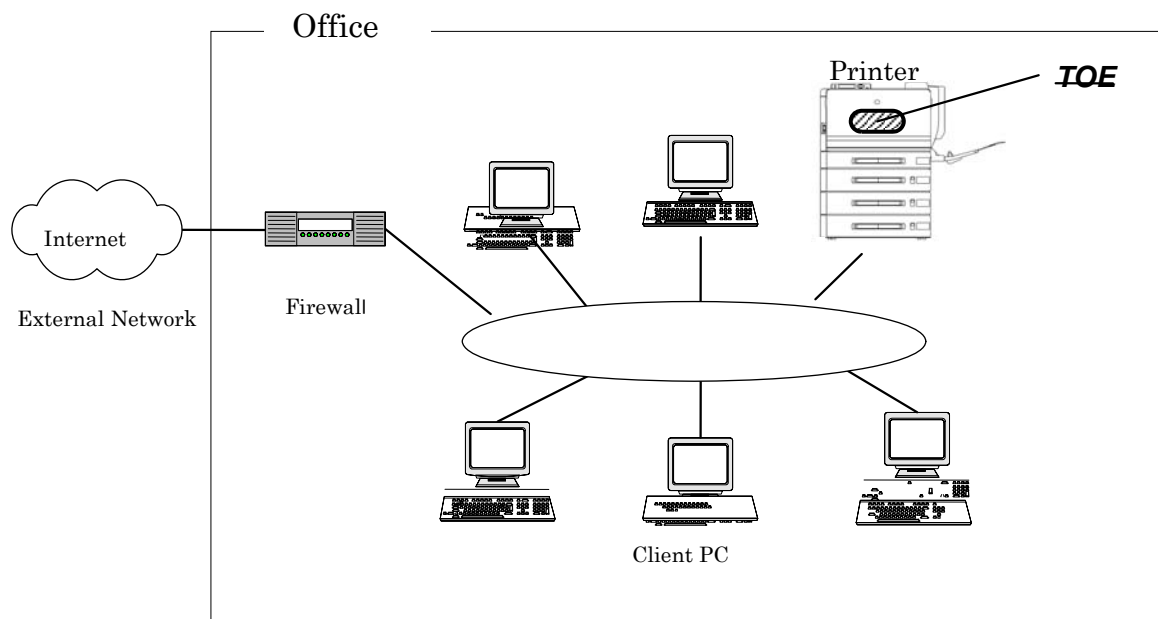 Office
Printer
TOE
Internet
External Network
Firewall
Client PC